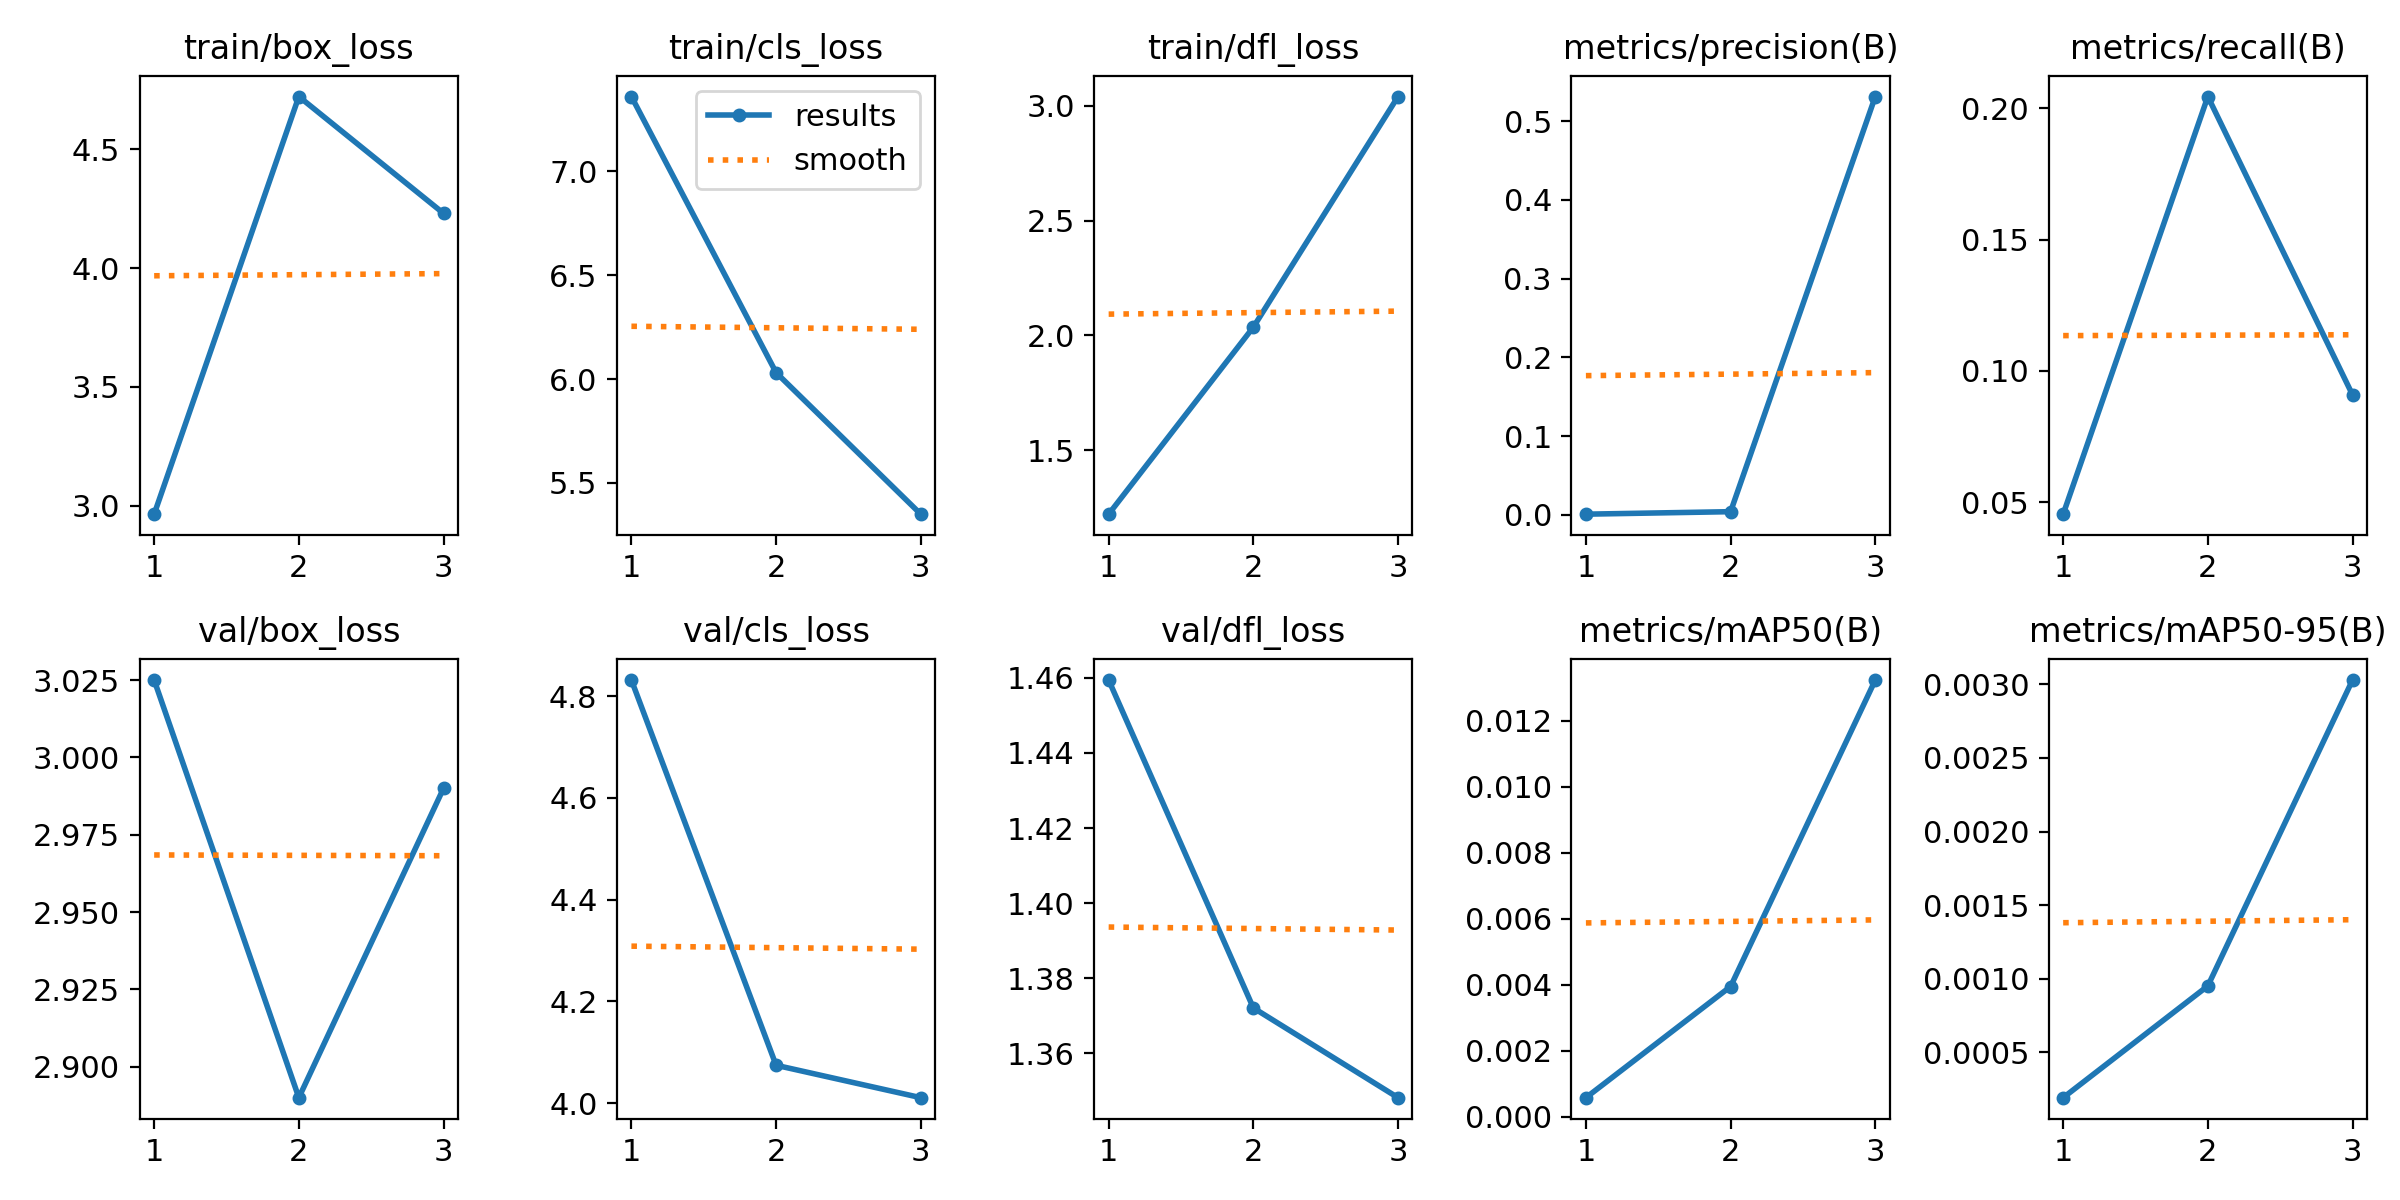 train/box_loss
4.5
4.0
3.5
3.0
1 2 3
train/cls_loss
results
smooth
7.0
6.5
6.0
5.5
1 2 3
train/dfl_loss
3.0
2.5
2.0
1.5
1 2 3
metrics/precision(B)
0.5
0.4
0.3
0.2
0.1
0.0
1 2 3
metrics/recall(B)
0.20
0.15
0.10
0.05
1 2 3
val/box_loss
3.025
3.000
2.975
2.950
2.925
2.900
1 2 3
val/cls_loss
4.8
4.6
4.4
4.2
4.0
1 2 3
val/dfl_loss
1.46
1.44
1.42
1.40
1.38
1.36
1 2 3
metrics/mAP50(B)
0.012
0.010
0.008
0.006
0.004
0.002
0.000
1 2 3
metrics/mAP50-95(B)
0.0030
0.0025
0.0020
0.0015
0.0010
0.0005
1 2 3